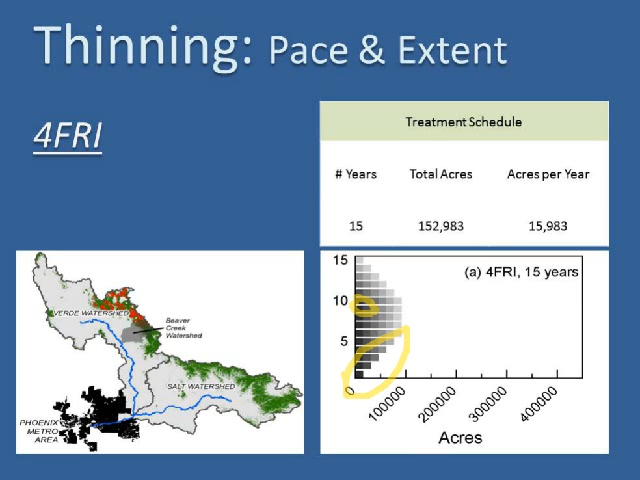 Thinning: Pace & Extent
4FRI
Treatment Schedule
# Years Total Acres Acres per Year
15 152,983 15,983
VERDE WATERSHED
Beaver
Creek
Watershed
SALT WATERSHED
PHOENIX
METRO
AREA
(a) 4FRI, 15 years
15
10
5
0 100000 200000 300000 400000
Acres